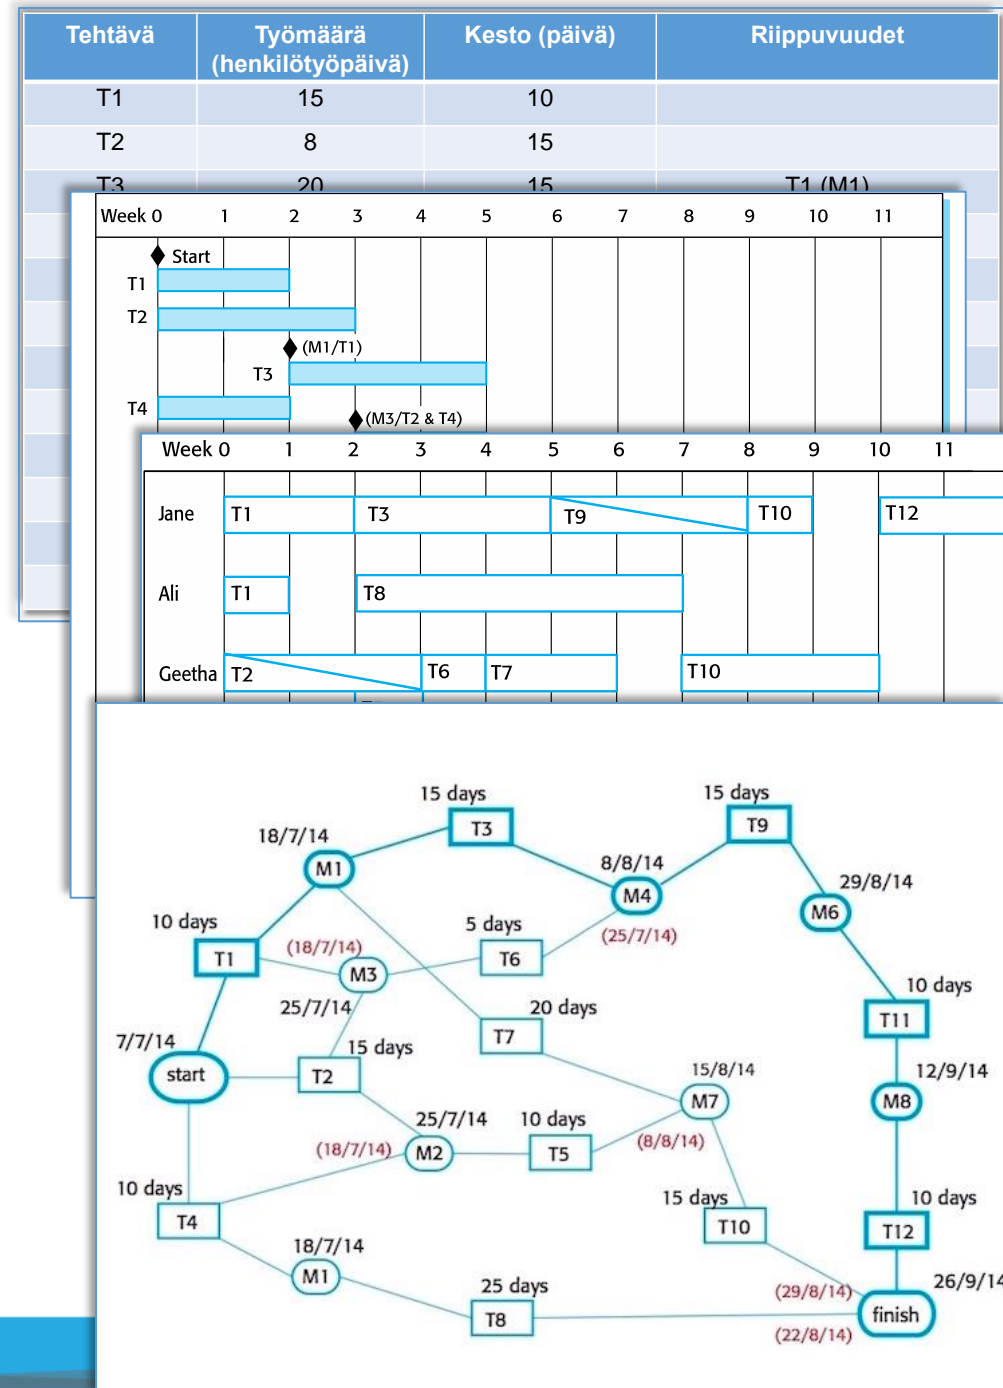 Tehtävä Työmäärä (henkilötyöpäivä) Kesto (päivä) Riippuvuudet
T1 15 10
T2 8 15
T3 20 15 T1 (M1)
Week 0 1 2 3 4 5 6 7 8 9 10 11
Start
T1
T2
(M1/T1)
T3
T4
(M3/T2 & T4)
Week 0 1 2 3 4 5 6 7 8 9 10 11
Jane T1 T3 T9 T10 T12
Ali T1 T8
Geetha T2 T6 T7 T10
15 days
15 days
T3
T9
18/7/14
M1
8/8/14
M4
29/8/14
M6
10 days
T1
(18/7/14)
M3
5 days
T6
(25/7/14)
25/7/14
20 days
T7
10 days
T11
7/7/14
start
15 days
T2
15/8/14
M7
12/9/14
M8
25/7/14
(18/7/14)
M2
10 days
T5
(8/8/14)
10 days
T4
15 days
T10
10 days
T12
18/7/14
M1
25 days
T8
(29/8/14)
26/9/14
finish
(22/8/14)